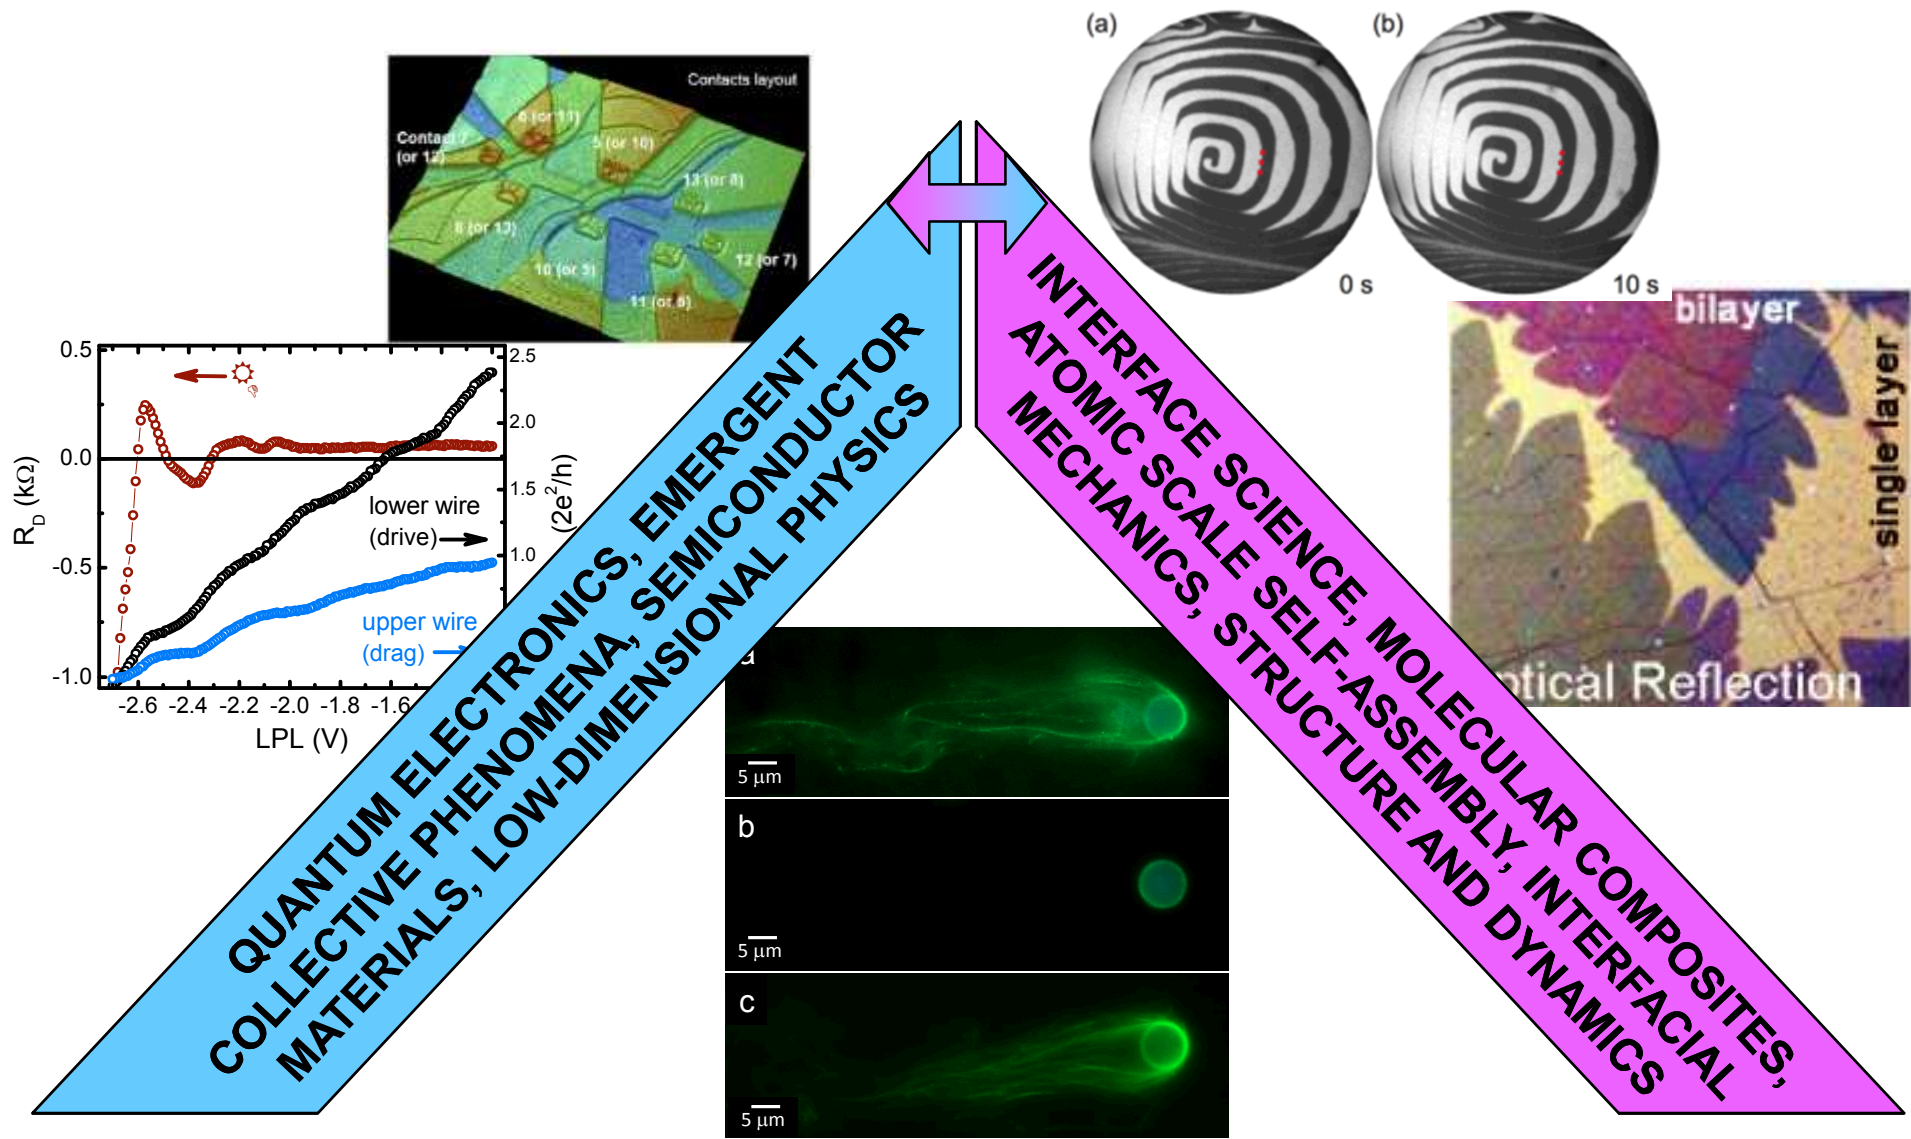 Contacts layout
6 (or 11)
Contact 7
(or 12)
5 (or 10)
13 (or 8)
8 (or 13)
10 (or 5)
12 (or 7)
11 (or 6)
(a)
(b)
0 s
10 s
bilayer
single layer
ptical Reflection
0.5
0.0
-0.5
-1.0
R_D (kΩ)
2.5
2.0
1.5
1.0
(2e²/h)
lower wire
(drive)
upper wire
(drag)
-2.6 -2.4 -2.2 -2.0 -1.8 -1.6
LPL (V)
QUANTUM ELECTRONICS, EMERGENT
COLLECTIVE PHENOMENA, SEMICONDUCTOR
MATERIALS, LOW-DIMENSIONAL PHYSICS
INTERFACE SCIENCE, MOLECULAR COMPOSITES,
ATOMIC SCALE SELF-ASSEMBLY, INTERFACIAL
MECHANICS, STRUCTURE AND DYNAMICS
a
5 μm
b
5 μm
c
5 μm